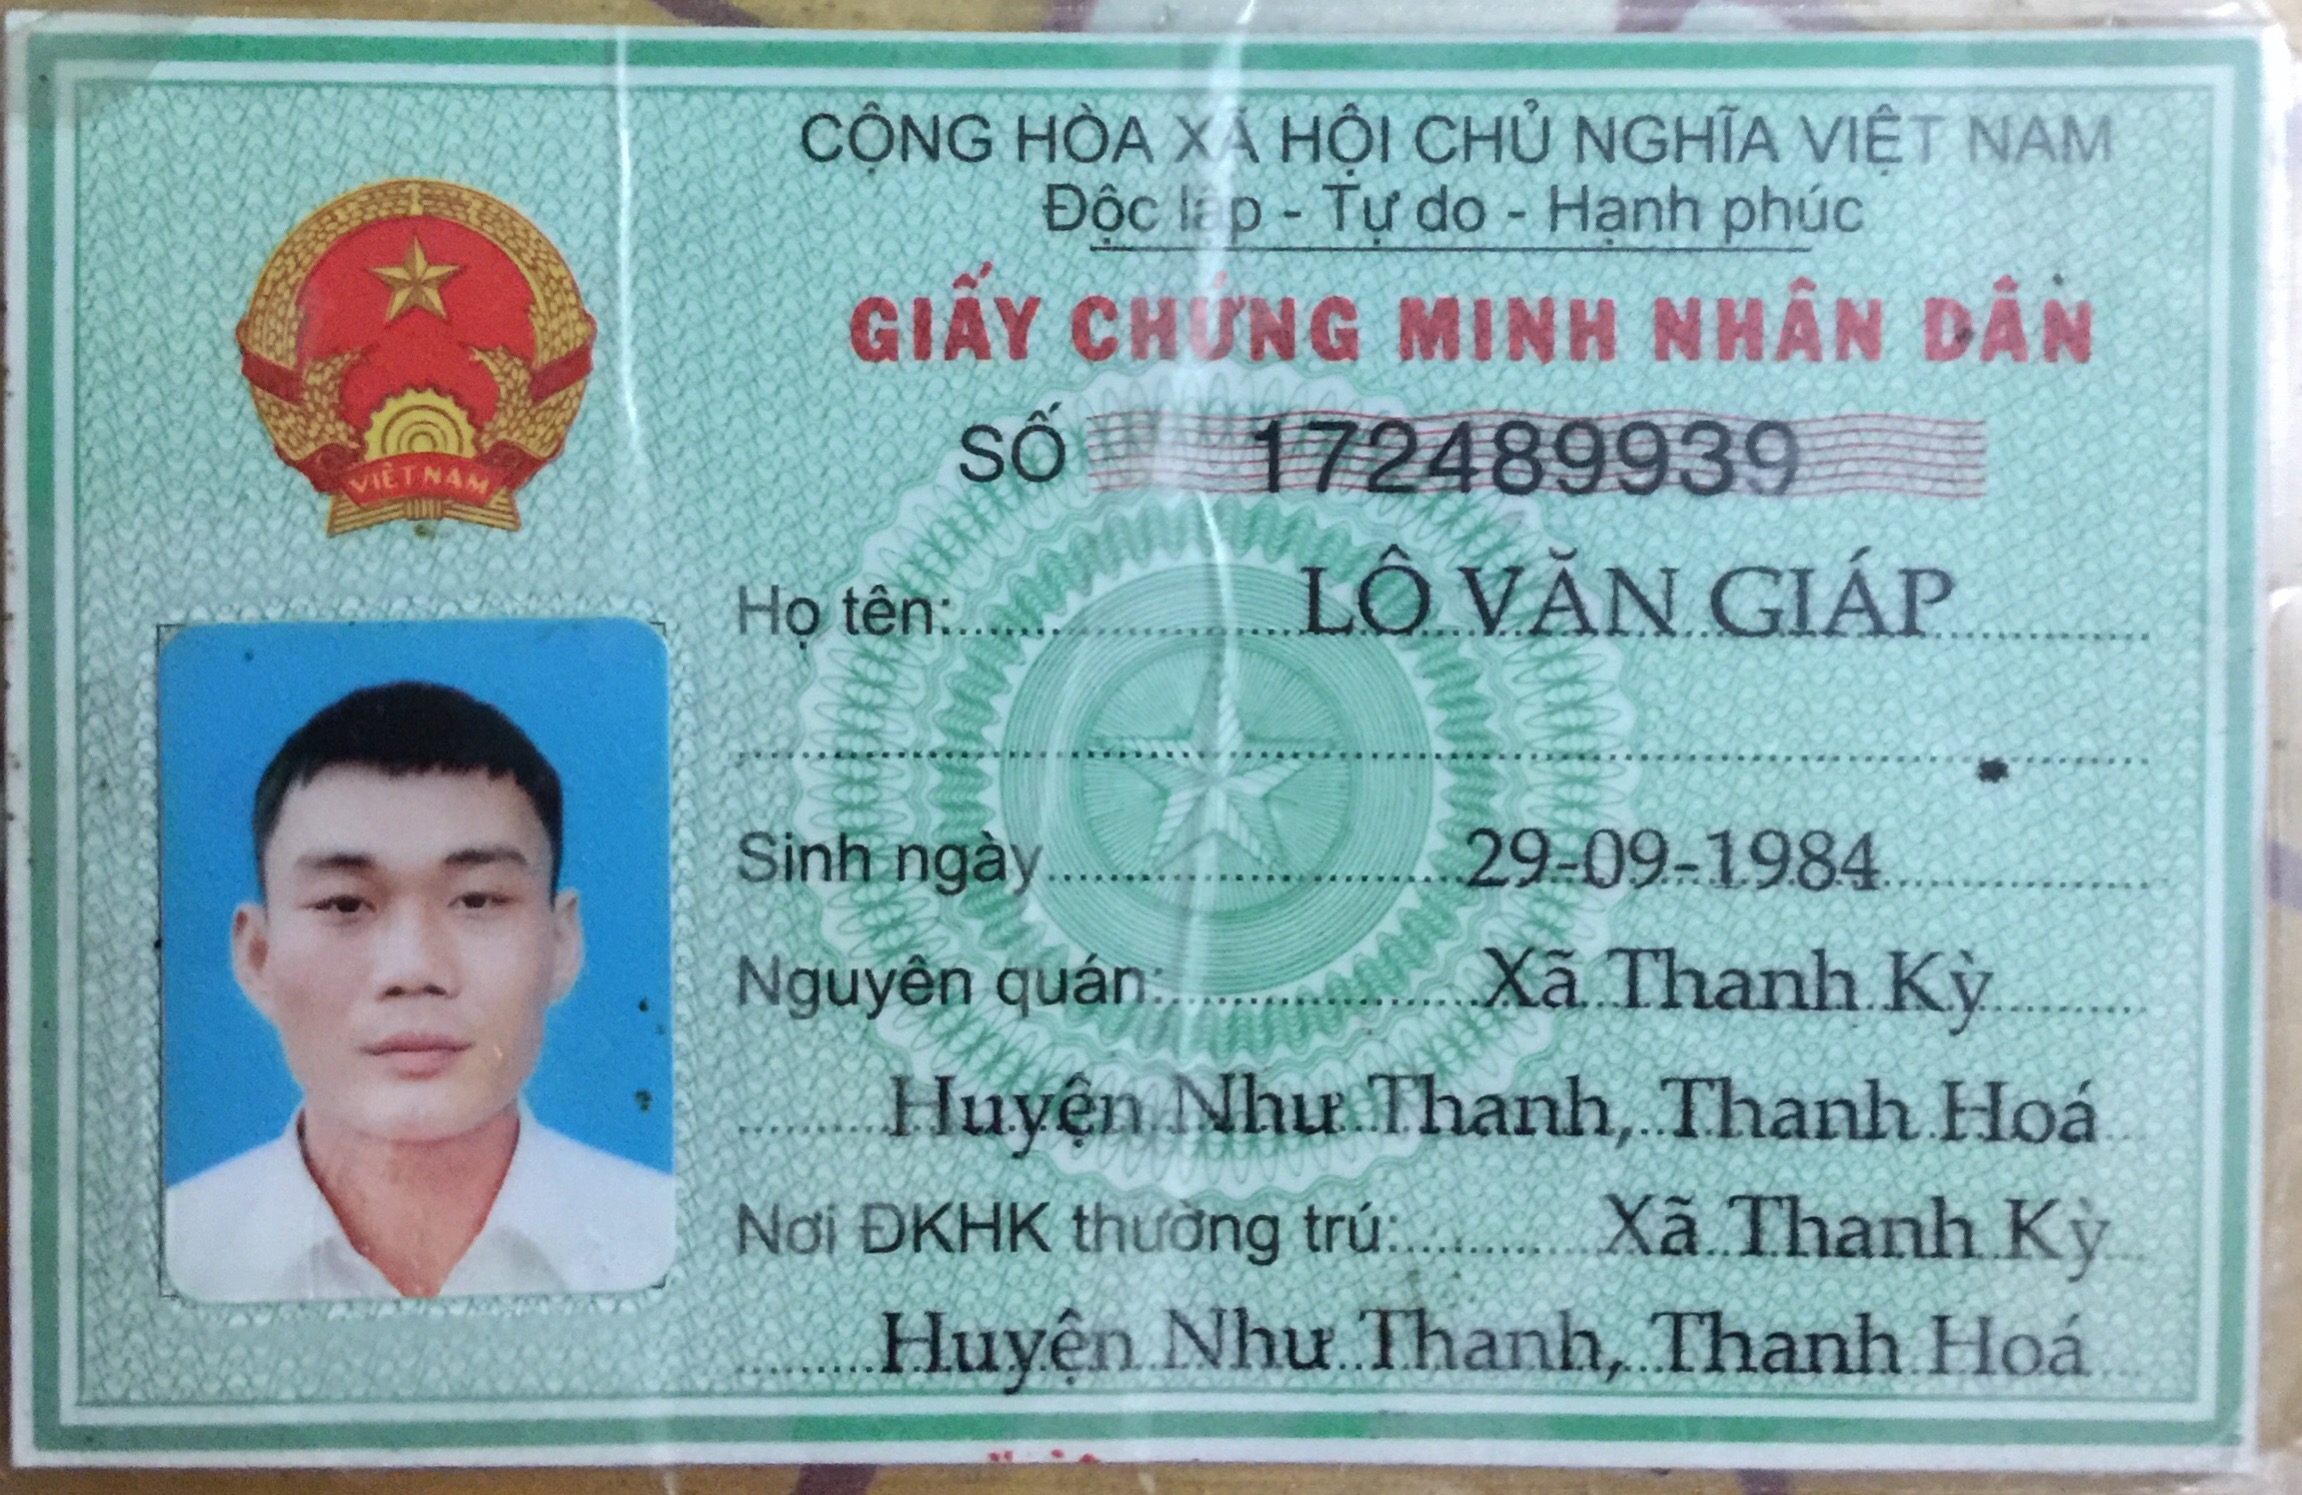 CỘNG HÒA XÃ HỘI CHỦ NGHĨA VIỆT NAM
Độc lập - Tự do - Hạnh phúc
GIẤY CHỨNG MINH NHÂN DÂN
SỐ 172489939
VIỆT NAM
Họ tên: LÔ VĂN GIÁP
Sinh ngày 29-09-1984
Nguyên quán: Xã Thanh Kỳ
Huyện Như Thanh, Thanh Hoá
Nơi ĐKHK thường trú: Xã Thanh Kỳ
Huyện Như Thanh, Thanh Hoá